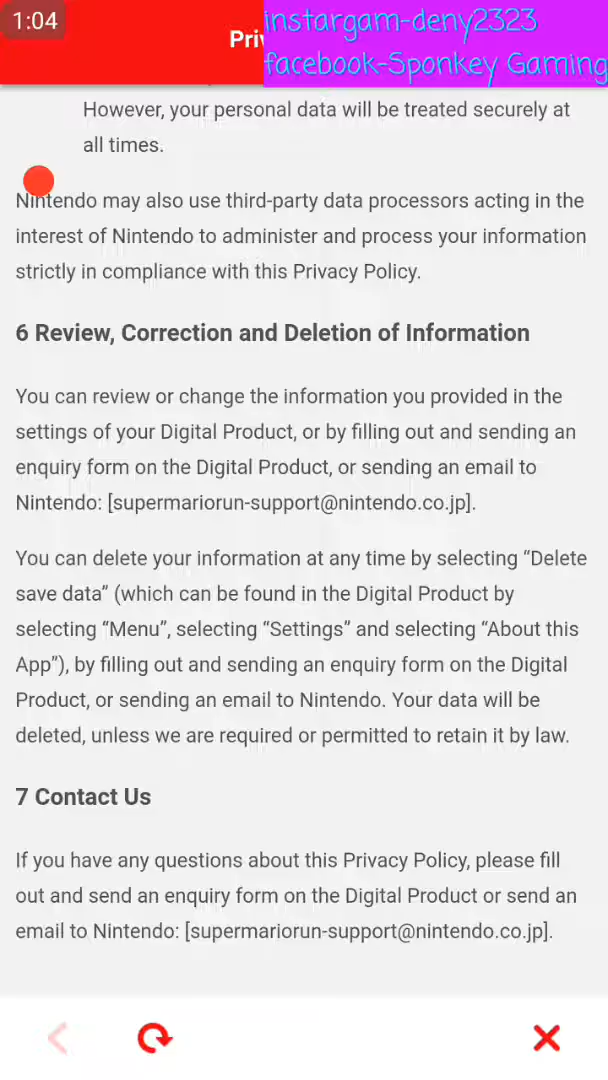 1:04
Priv
instargam-deny2323
facebook-Sponkey Gaming
However, your personal data will be treated securely at
all times.
Nintendo may also use third-party data processors acting in the
interest of Nintendo to administer and process your information
strictly in compliance with this Privacy Policy.
6 Review, Correction and Deletion of Information
You can review or change the information you provided in the
settings of your Digital Product, or by filling out and sending an
enquiry form on the Digital Product, or sending an email to
Nintendo: [supermariorun-support@nintendo.co.jp].
You can delete your information at any time by selecting “Delete
save data” (which can be found in the Digital Product by
selecting “Menu”, selecting “Settings” and selecting “About this
App”), by filling out and sending an enquiry form on the Digital
Product, or sending an email to Nintendo. Your data will be
deleted, unless we are required or permitted to retain it by law.
7 Contact Us
If you have any questions about this Privacy Policy, please fill
out and send an enquiry form on the Digital Product or send an
email to Nintendo: [supermariorun-support@nintendo.co.jp].